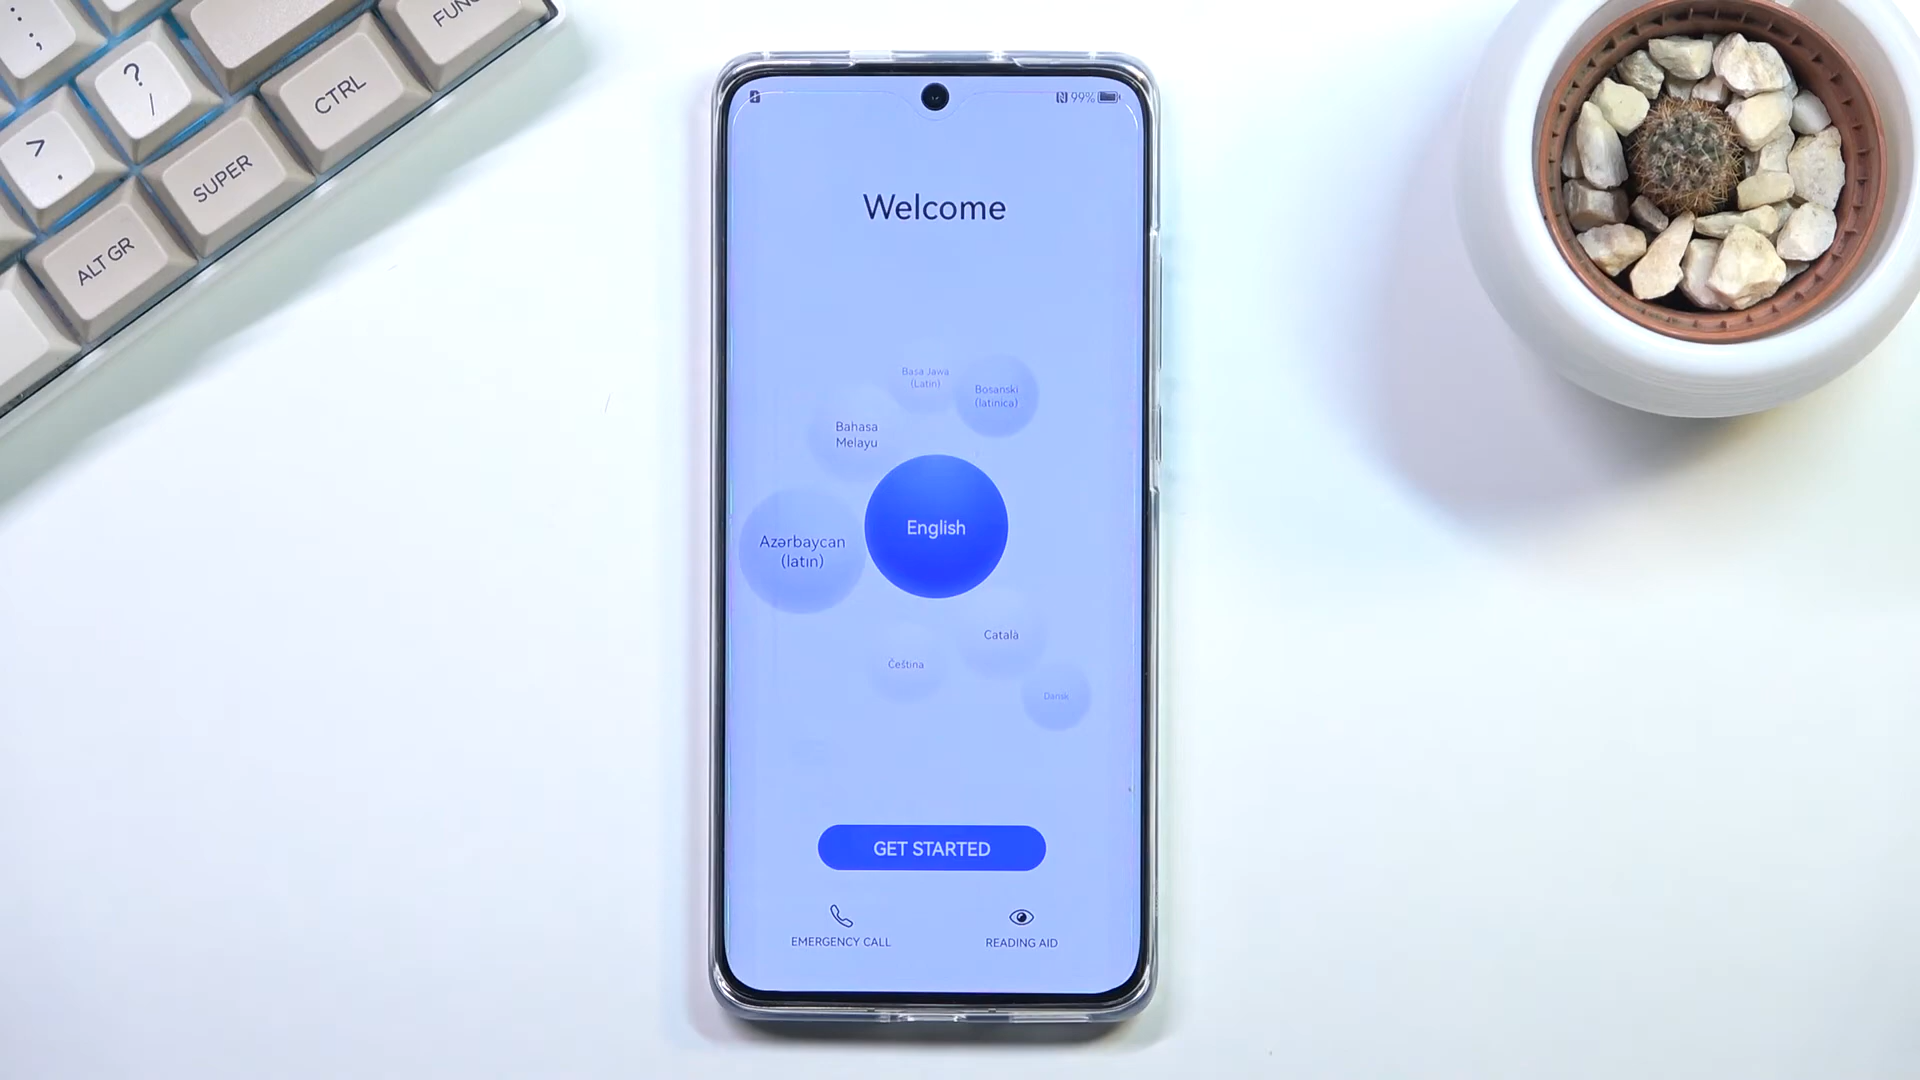 :
;
?
/
FUNC
CTRL
>
.
SUPER
ALT GR
99%
Welcome
Basa Jawa
(Latin)
Bosanski
(latinica)
Bahasa
Melayu
English
Azərbaycan
(latın)
Català
Čeština
Dansk
GET STARTED
EMERGENCY CALL
READING AID